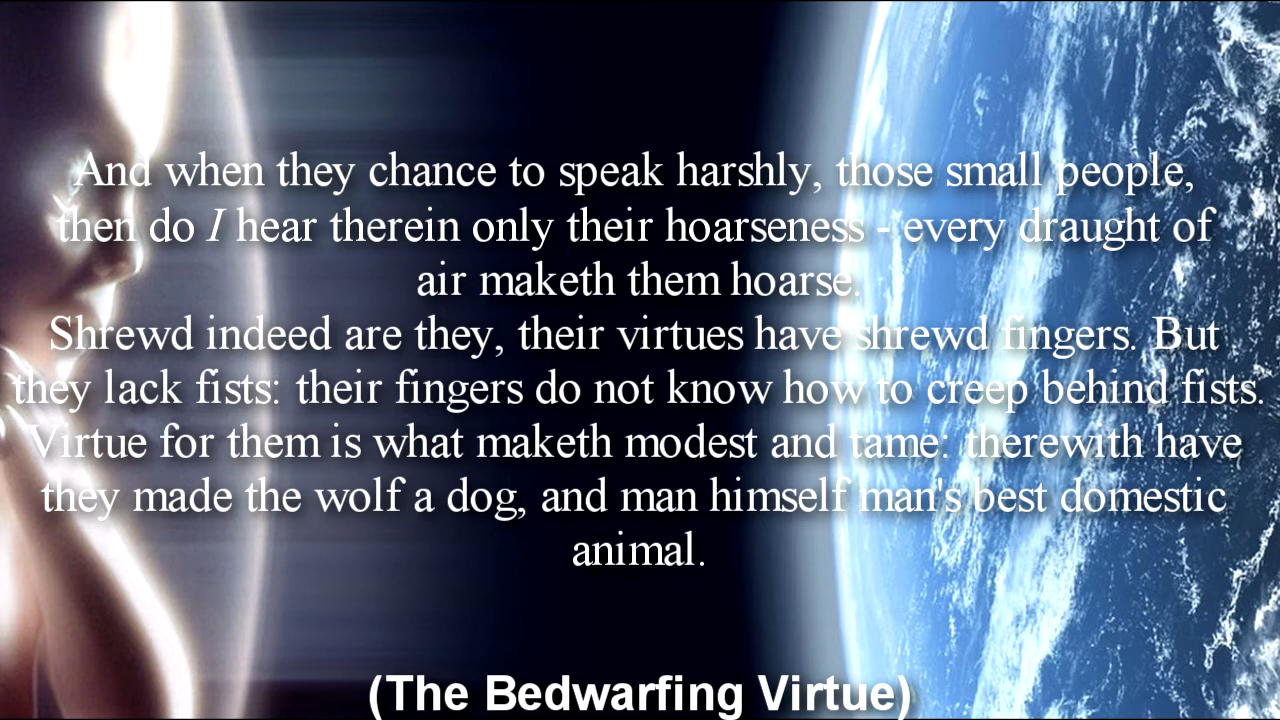 And when they chance to speak harshly, those small people,
then do I hear therein only their hoarseness - every draught of
air maketh them hoarse.
Shrewd indeed are they, their virtues have shrewd fingers. But
they lack fists: their fingers do not know how to creep behind fists.
Virtue for them is what maketh modest and tame: therewith have
they made the wolf a dog, and man himself man's best domestic
animal.
(The Bedwarfing Virtue)